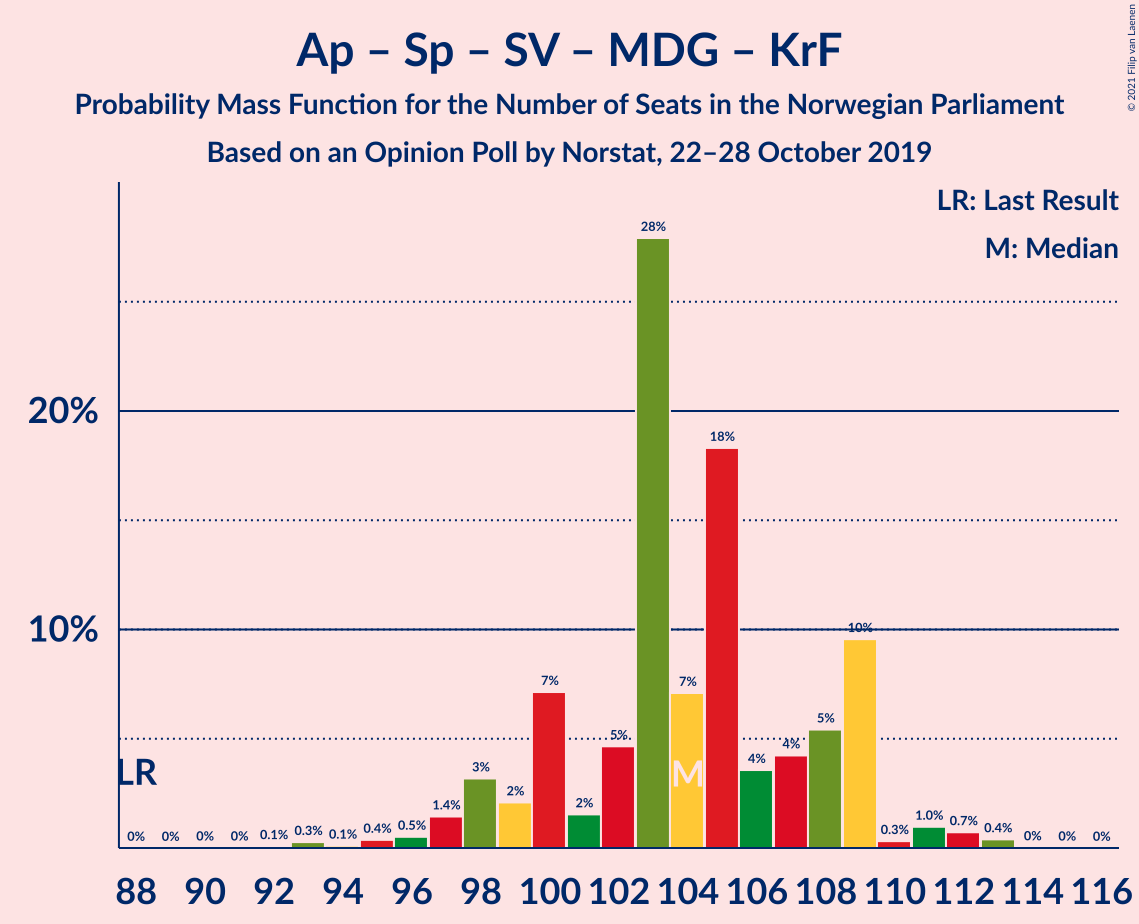 Ap – Sp – SV – MDG – KrF
Probability Mass Function for the Number of Seats in the Norwegian Parliament
Based on an Opinion Poll by Norstat, 22–28 October 2019
© 2021 Filip van Laenen
LR: Last Result
M: Median
20%
10%
0% 0% 0% 0% 0.1% 0.3% 0.1% 0.4% 0.5% 1.4% 3% 2% 7% 2% 5% 28% 7% 18% 4% 4% 5% 10% 0.3% 1.0% 0.7% 0.4% 0% 0% 0%
LR
M
88 90 92 94 96 98 100 102 104 106 108 110 112 114 116